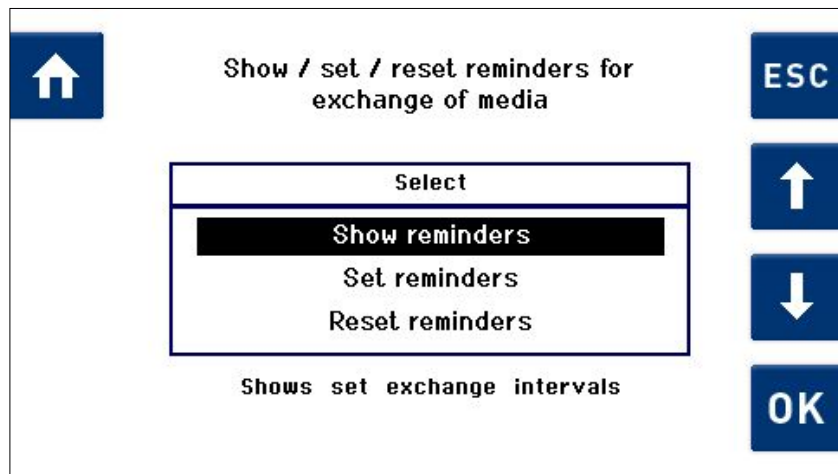 Show / set / reset reminders for
exchange of media
ESC
Select
Show reminders
Set reminders
Reset reminders
Shows set exchange intervals
OK